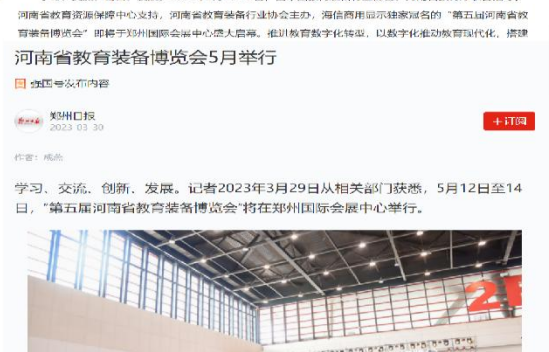 河南省教育资源保障中心支持，河南省教育装备行业协会主办，海信商用显示独家冠名的“第五届河南省教
育装备博览会”即将于郑州国际会展中心盛大启幕。推动教育数字化转型，以数字化推动教育现代化，搭建
河南省教育装备博览会5月举行
强国号发布内容
郑州日报
2023-03-30
+订阅
作者：
学习、交流、创新、发展。记者2023年3月29日从相关部门获悉，5月12日至14
日，“第五届河南省教育装备博览会”将在郑州国际会展中心举行。